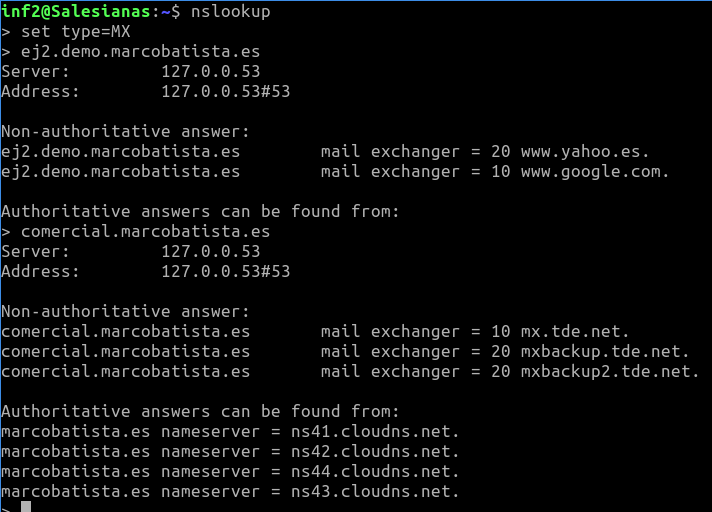 inf2@Salesianas:~$ nslookup
> set type=MX
> ej2.demo.marcobatista.es
Server:         127.0.0.53
Address:        127.0.0.53#53

Non-authoritative answer:
ej2.demo.marcobatista.es        mail exchanger = 20 www.yahoo.es.
ej2.demo.marcobatista.es        mail exchanger = 10 www.google.com.

Authoritative answers can be found from:
> comercial.marcobatista.es
Server:         127.0.0.53
Address:        127.0.0.53#53

Non-authoritative answer:
comercial.marcobatista.es       mail exchanger = 10 mx.tde.net.
comercial.marcobatista.es       mail exchanger = 20 mxbackup.tde.net.
comercial.marcobatista.es       mail exchanger = 20 mxbackup2.tde.net.

Authoritative answers can be found from:
marcobatista.es nameserver = ns41.cloudns.net.
marcobatista.es nameserver = ns42.cloudns.net.
marcobatista.es nameserver = ns44.cloudns.net.
marcobatista.es nameserver = ns43.cloudns.net.
>